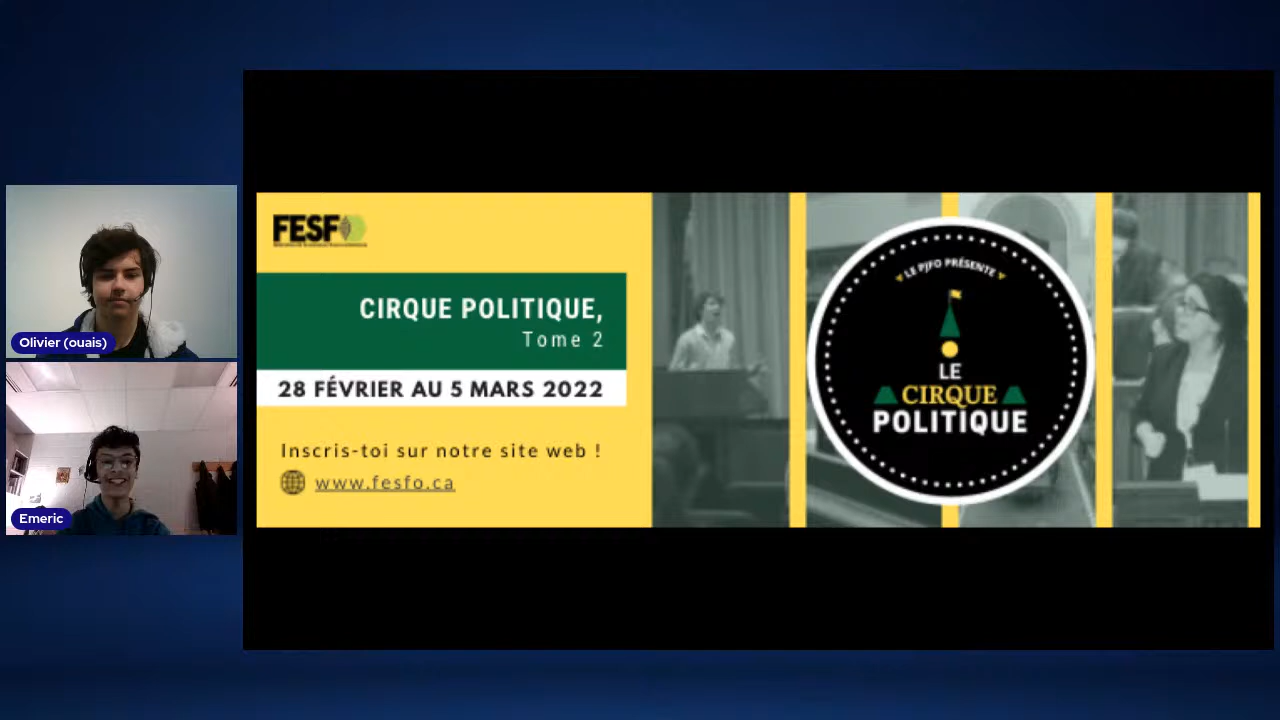 Olivier (ouais)
Emeric
FESFO
CIRQUE POLITIQUE,
Tome 2
28 FÉVRIER AU 5 MARS 2022
Inscris-toi sur notre site web !
www.fesfo.ca
LE PJFO PRÉSENTE
LE
CIRQUE
POLITIQUE